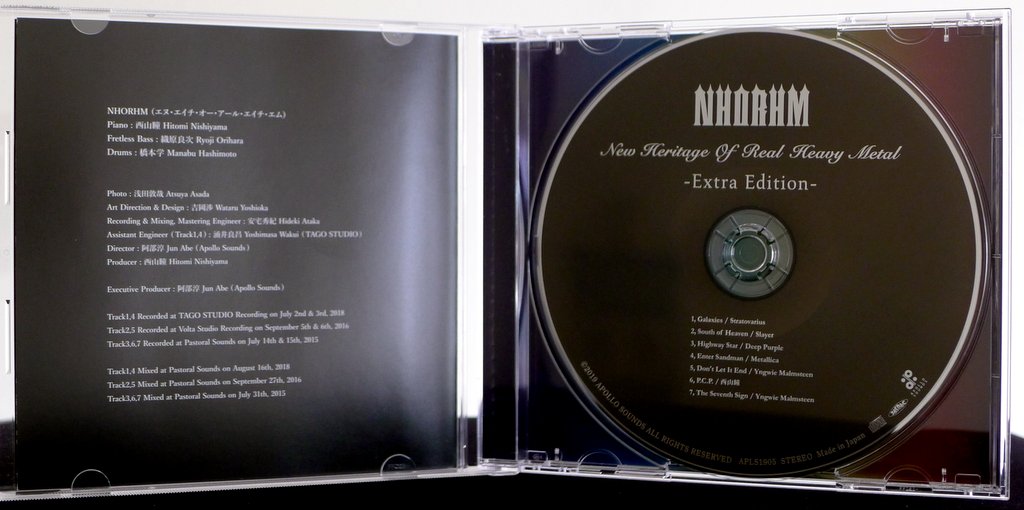 NHORHM (エヌ・エイチ・オー・アール・エイチ・エム)
Piano : 西山瞳 Hitomi Nishiyama
Fretless Bass : 織原良次 Ryoji Orihara
Drums : 橋本学 Manabu Hashimoto
Photo : 浅田敦哉 Atsuya Asada
Art Direction & Design : 吉岡渉 Wataru Yoshioka
Recording & Mixing, Mastering Engineer : 安宅秀紀 Hideki Ataka
Assistant Engineer (Track1,4) : 涌井良昌 Yoshimasa Wakui (TAGO STUDIO)
Director : 阿部淳 Jun Abe (Apollo Sounds)
Producer : 西山瞳 Hitomi Nishiyama
Executive Producer : 阿部淳 Jun Abe (Apollo Sounds)
Track1,4 Recorded at TAGO STUDIO Recording on July 2nd & 3rd, 2018
Track2,5 Recorded at Volta Studio Recording on September 5th & 6th, 2016
Track3,6,7 Recorded at Pastoral Sounds on July 14th & 15th, 2015
Track1,4 Mixed at Pastoral Sounds on August 16th, 2018
Track2,5 Mixed at Pastoral Sounds on September 27th, 2016
Track3,6,7 Mixed at Pastoral Sounds on July 31th, 2015
NHORHM
New Heritage Of Real Heavy Metal
-Extra Edition-
1, Galaxies / Stratovarius
2, South of Heaven / Slayer
3, Highway Star / Deep Purple
4, Enter Sandman / Metallica
5, Don't Let It End / Yngwie Malmsteen
6, P.C.P. / 西山瞳
7, The Seventh Sign / Yngwie Malmsteen
©2019 APOLLO SOUNDS ALL RIGHTS RESERVED APLS1905 STEREO Made in Japan